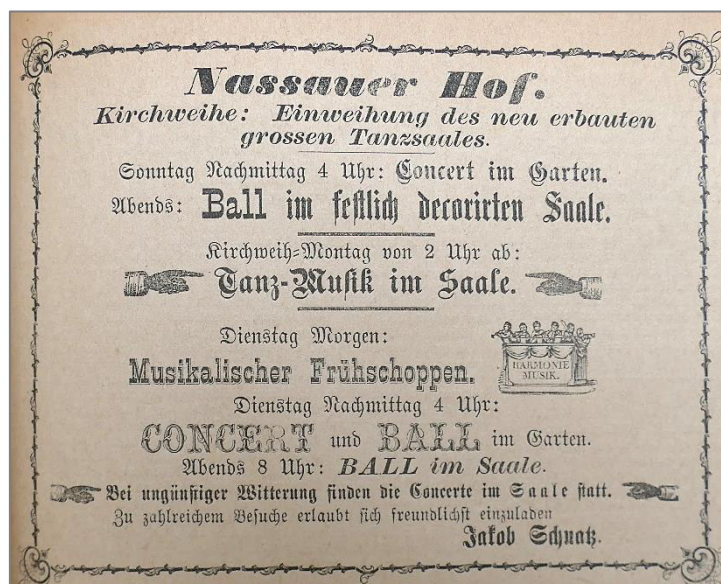 Nassauer Hof.
Kirchweihe: Einweihung des neu erbauten
grossen Tanzsaales.
Sonntag Nachmittag 4 Uhr: Concert im Garten.
Abends: Ball im festlich decorirten Saale.
Kirchweih-Montag von 2 Uhr ab:
Tanz-Musik im Saale.
Dienstag Morgen:
Musikalischer Frühschoppen.
HARMONIE
MUSIK.
Dienstag Nachmittag 4 Uhr:
CONCERT und BALL im Garten.
Abends 8 Uhr: BALL im Saale.
Bei ungünstiger Witterung finden die Concerte im Saale statt.
Zu zahlreichem Besuche erlaubt sich freundlichst einzuladen
Jakob Schnatz.